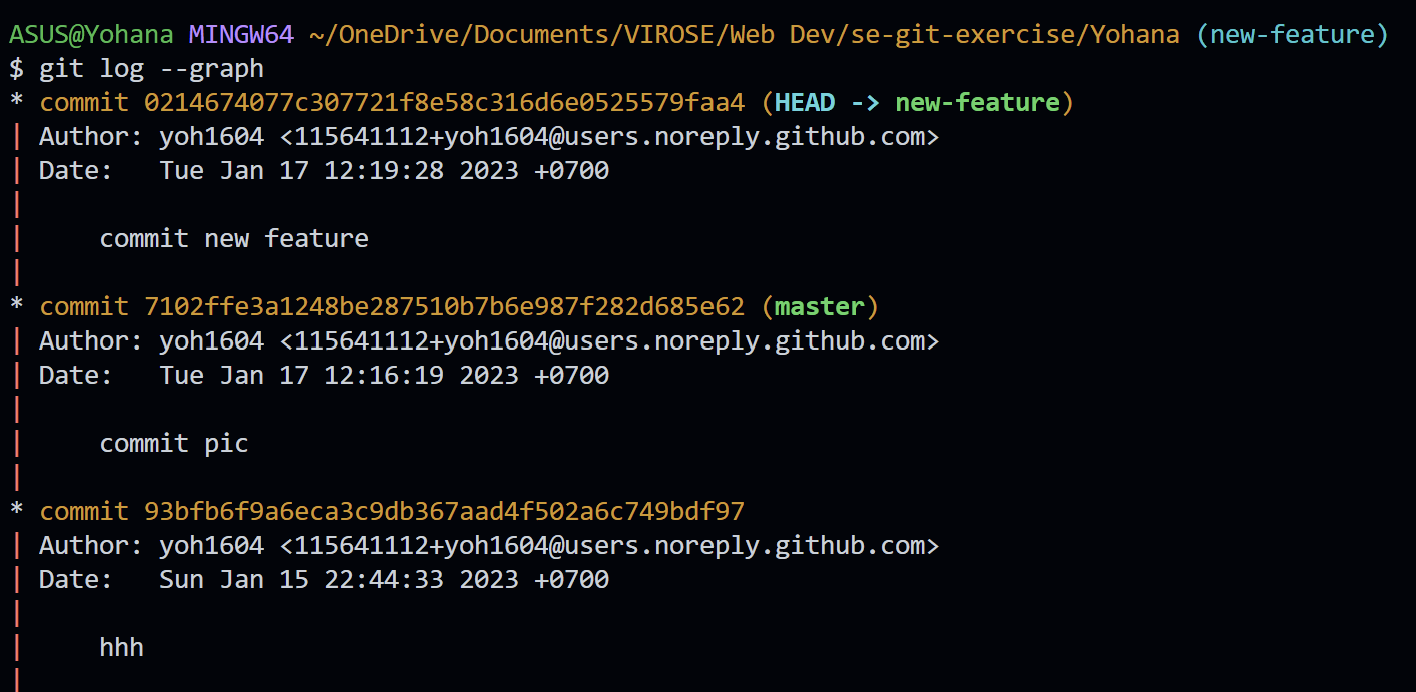 ASUS@Yohana MINGW64 ~/OneDrive/Documents/VIROSE/Web Dev/se-git-exercise/Yohana (new-feature)
$ git log --graph
* commit 0214674077c307721f8e58c316d6e0525579faa4 (HEAD -> new-feature)
| Author: yoh1604 <115641112+yoh1604@users.noreply.github.com>
| Date:   Tue Jan 17 12:19:28 2023 +0700
|
|     commit new feature
|
* commit 7102ffe3a1248be287510b7b6e987f282d685e62 (master)
| Author: yoh1604 <115641112+yoh1604@users.noreply.github.com>
| Date:   Tue Jan 17 12:16:19 2023 +0700
|
|     commit pic
|
* commit 93bfb6f9a6eca3c9db367aad4f502a6c749bdf97
| Author: yoh1604 <115641112+yoh1604@users.noreply.github.com>
| Date:   Sun Jan 15 22:44:33 2023 +0700
|
|     hhh
|